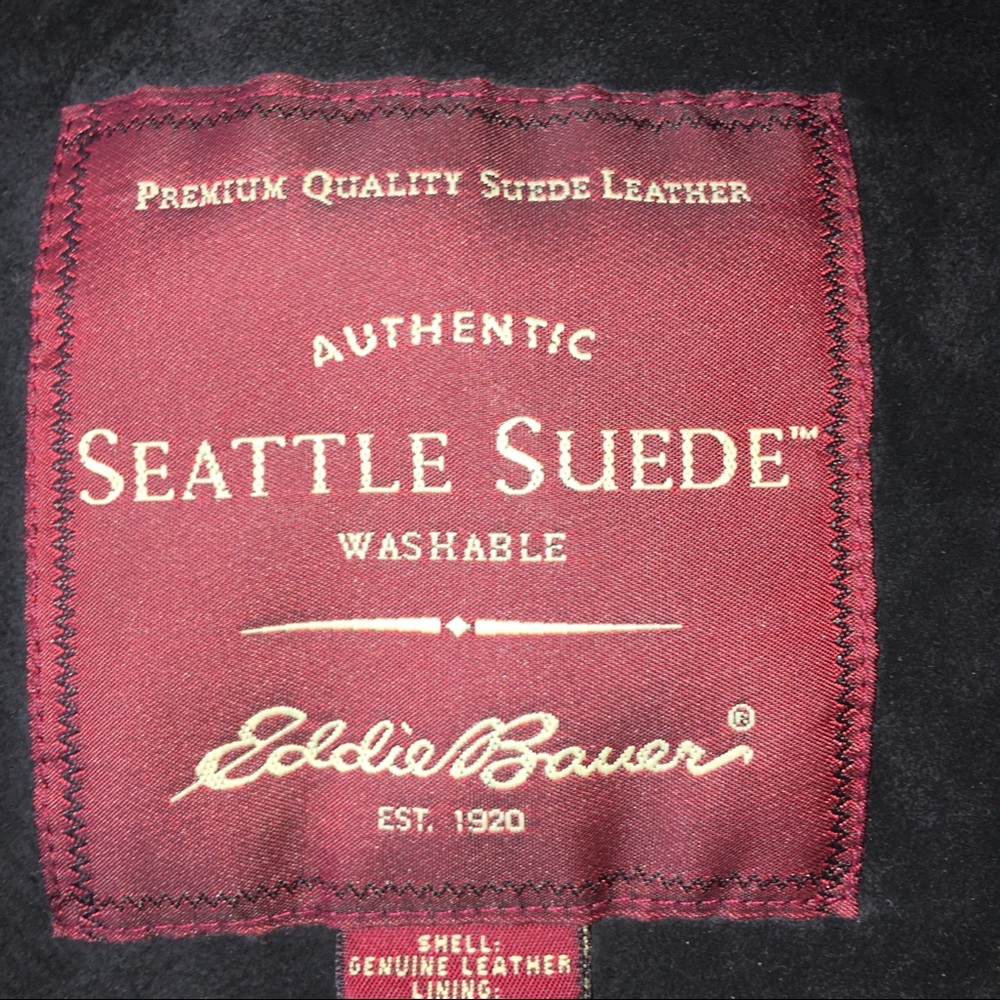 PREMIUM QUALITY SUEDE LEATHER
AUTHENTIC
SEATTLE SUEDE™
WASHABLE
Eddie Bauer®
EST. 1920
SHELL:
GENUINE LEATHER
LINING: